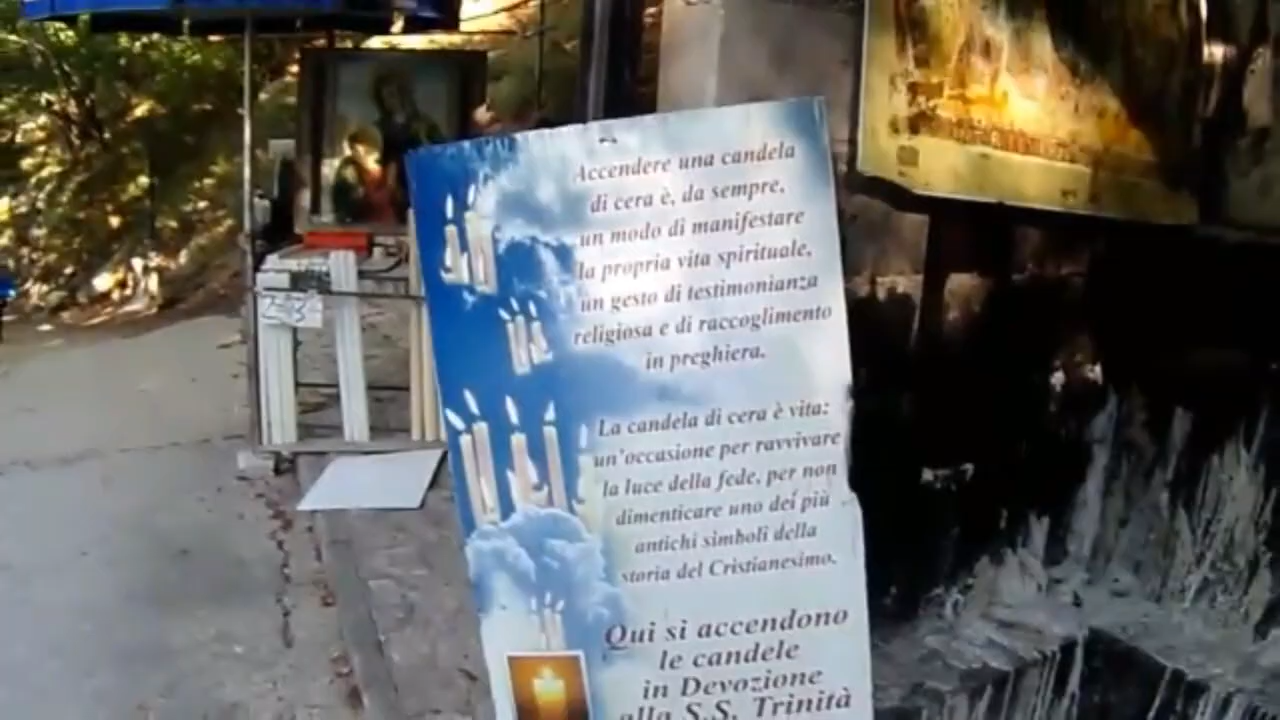 Accendere una candela
di cera è, da sempre,
un modo di manifestare
la propria vita spirituale,
un gesto di testimonianza
religiosa e di raccoglimento
in preghiera.
La candela di cera è vita:
un'occasione per ravvivare
la luce della fede, per non
dimenticare uno dei più
antichi simboli della
storia del Cristianesimo.
Qui si accendono
le candele
in Devozione
alla S.S. Trinità